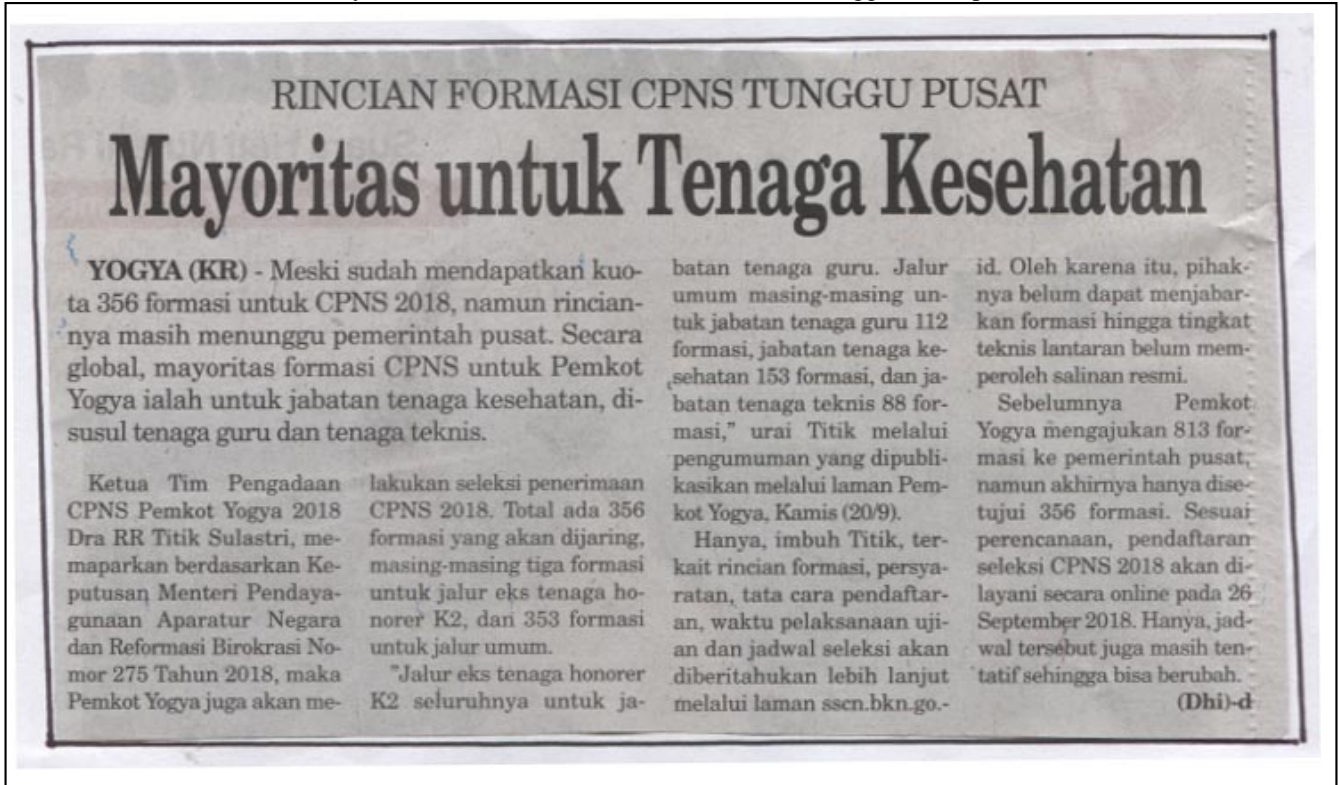 RINCIAN FORMASI CPNS TUNGGU PUSAT
Mayoritas untuk Tenaga Kesehatan
YOGYA (KR) - Meski sudah mendapatkan kuo-
ta 356 formasi untuk CPNS 2018, namun rincian-
nya masih menunggu pemerintah pusat. Secara
global, mayoritas formasi CPNS untuk Pemkot
Yogya ialah untuk jabatan tenaga kesehatan, di-
susul tenaga guru dan tenaga teknis.
Ketua Tim Pengadaan
CPNS Pemkot Yogya 2018
Dra RR Titik Sulastri, me-
maparkan berdasarkan Ke-
putusan Menteri Pendaya-
gunaan Aparatur Negara
dan Reformasi Birokrasi No-
mor 275 Tahun 2018, maka
Pemkot Yogya juga akan me-
lakukan seleksi penerimaan
CPNS 2018. Total ada 356
formasi yang akan dijaring,
masing-masing tiga formasi
untuk jalur eks tenaga ho-
norer K2, dan 353 formasi
untuk jalur umum.
"Jalur eks tenaga honorer
K2 seluruhnya untuk ja-
batan tenaga guru. Jalur
umum masing-masing un-
tuk jabatan tenaga guru 112
formasi, jabatan tenaga ke-
sehatan 153 formasi, dan ja-
batan tenaga teknis 88 for-
masi," urai Titik melalui
pengumuman yang dipubli-
kasikan melalui laman Pem-
kot Yogya, Kamis (20/9).
Hanya, imbuh Titik, ter-
kait rincian formasi, persya-
ratan, tata cara pendaftar-
an, waktu pelaksanaan uji-
an dan jadwal seleksi akan
diberitahukan lebih lanjut
melalui laman sscn.bkn.go.-
id. Oleh karena itu, pihak-
nya belum dapat menjabar-
kan formasi hingga tingkat
teknis lantaran belum mem-
peroleh salinan resmi.
Sebelumnya Pemkot
Yogya mengajukan 813 for-
masi ke pemerintah pusat,
namun akhirnya hanya dise-
tujui 356 formasi. Sesuai
perencanaan, pendaftaran
seleksi CPNS 2018 akan di-
layani secara online pada 26
September 2018. Hanya, jad-
wal tersebut juga masih ten-
tatif sehingga bisa berubah.
(Dhi)-d